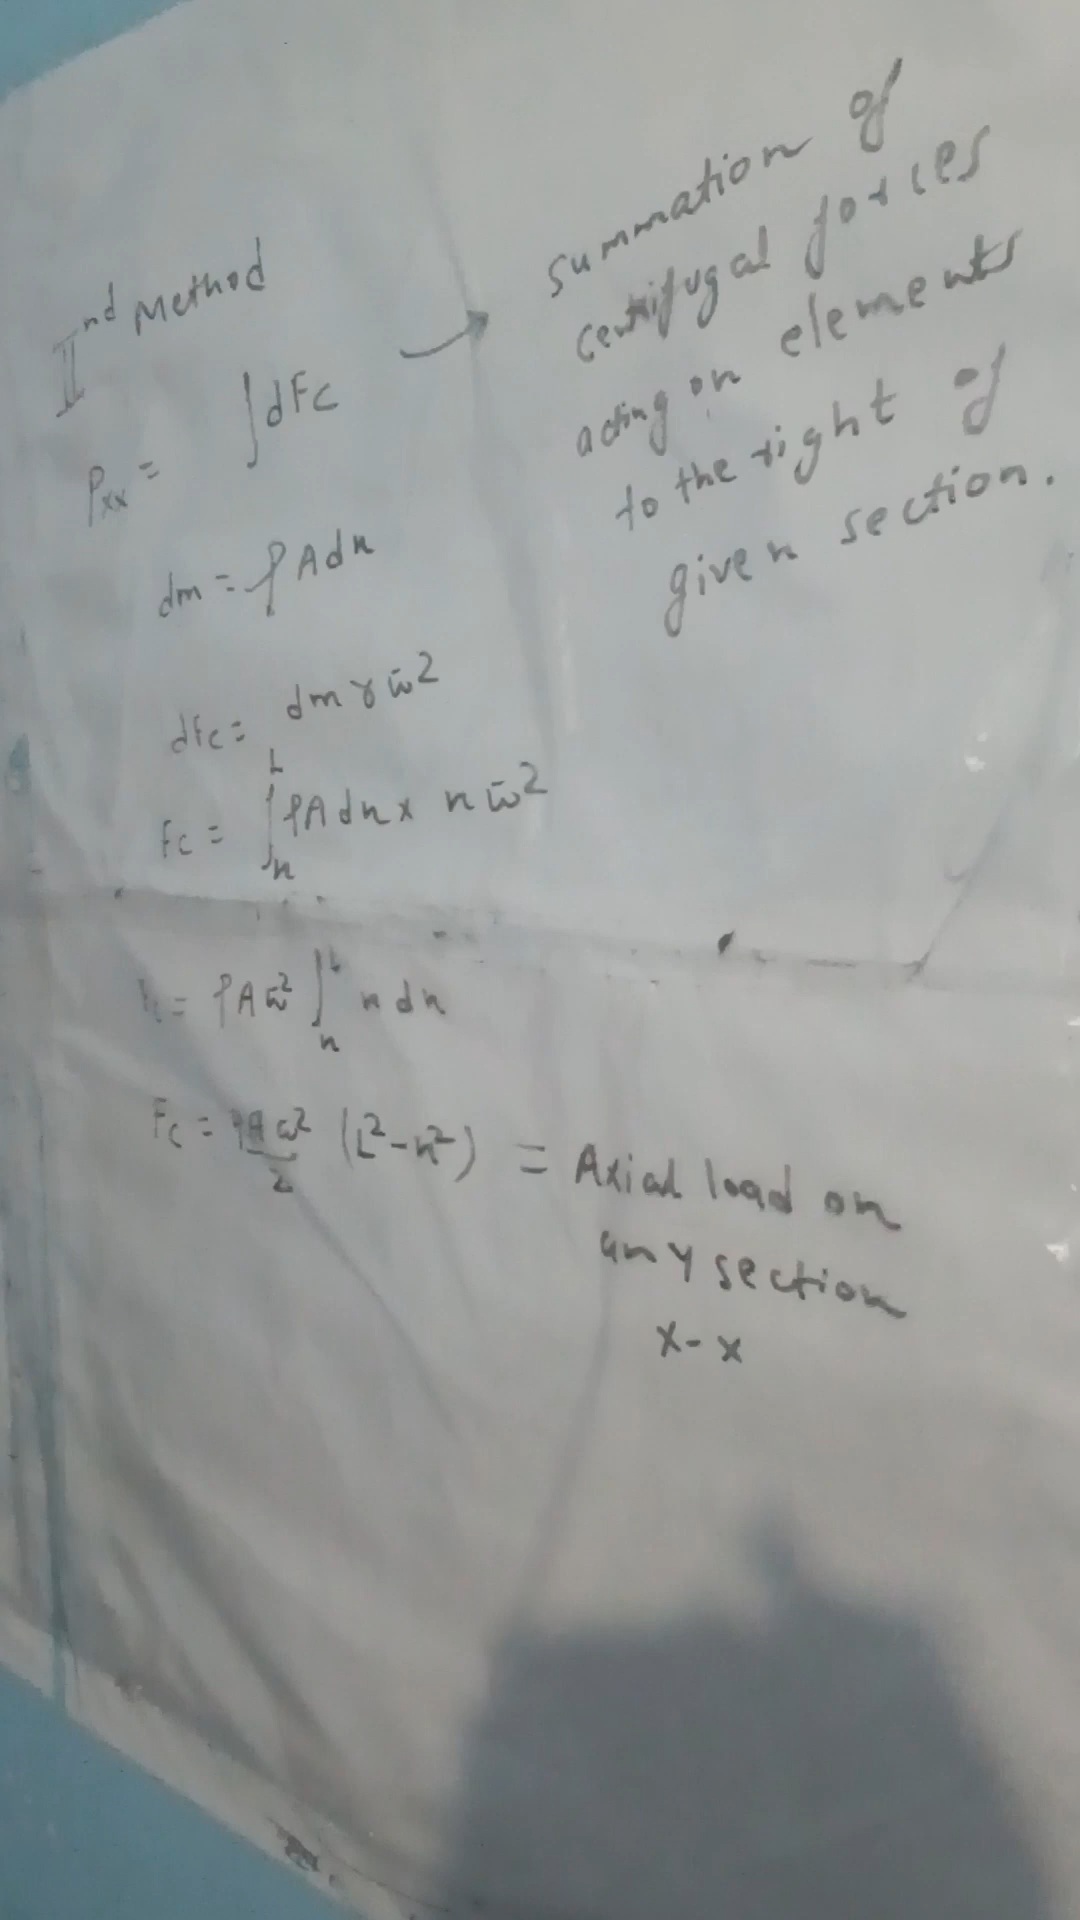 IInd Method
Pxx = ∫dFc → summation of
centrifugal forces
acting on elements
to the right of
given section.
dm = ρAdx
dFc = dm r ω²
Fc = ∫ₓᴸ ρAdx × x ω²
= ρAω² ∫ₓᴸ x dx
Fc = ρAω²/2 (L²-x²) = Axial load on
any section
x-x